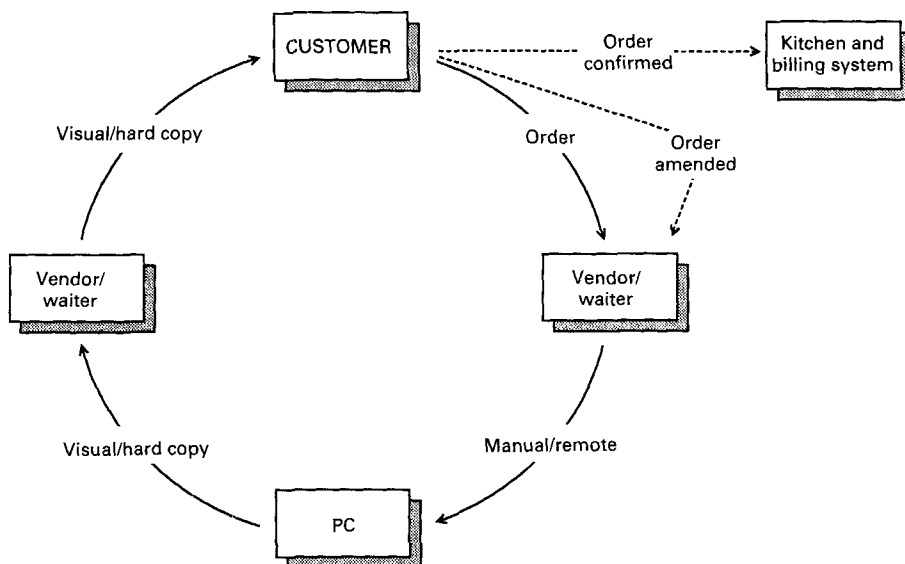 CUSTOMER
Order
confirmed
Kitchen and
billing system
Visual/hard copy
Order
Order
amended
Vendor/
waiter
Vendor/
waiter
Visual/hard copy
Manual/remote
PC